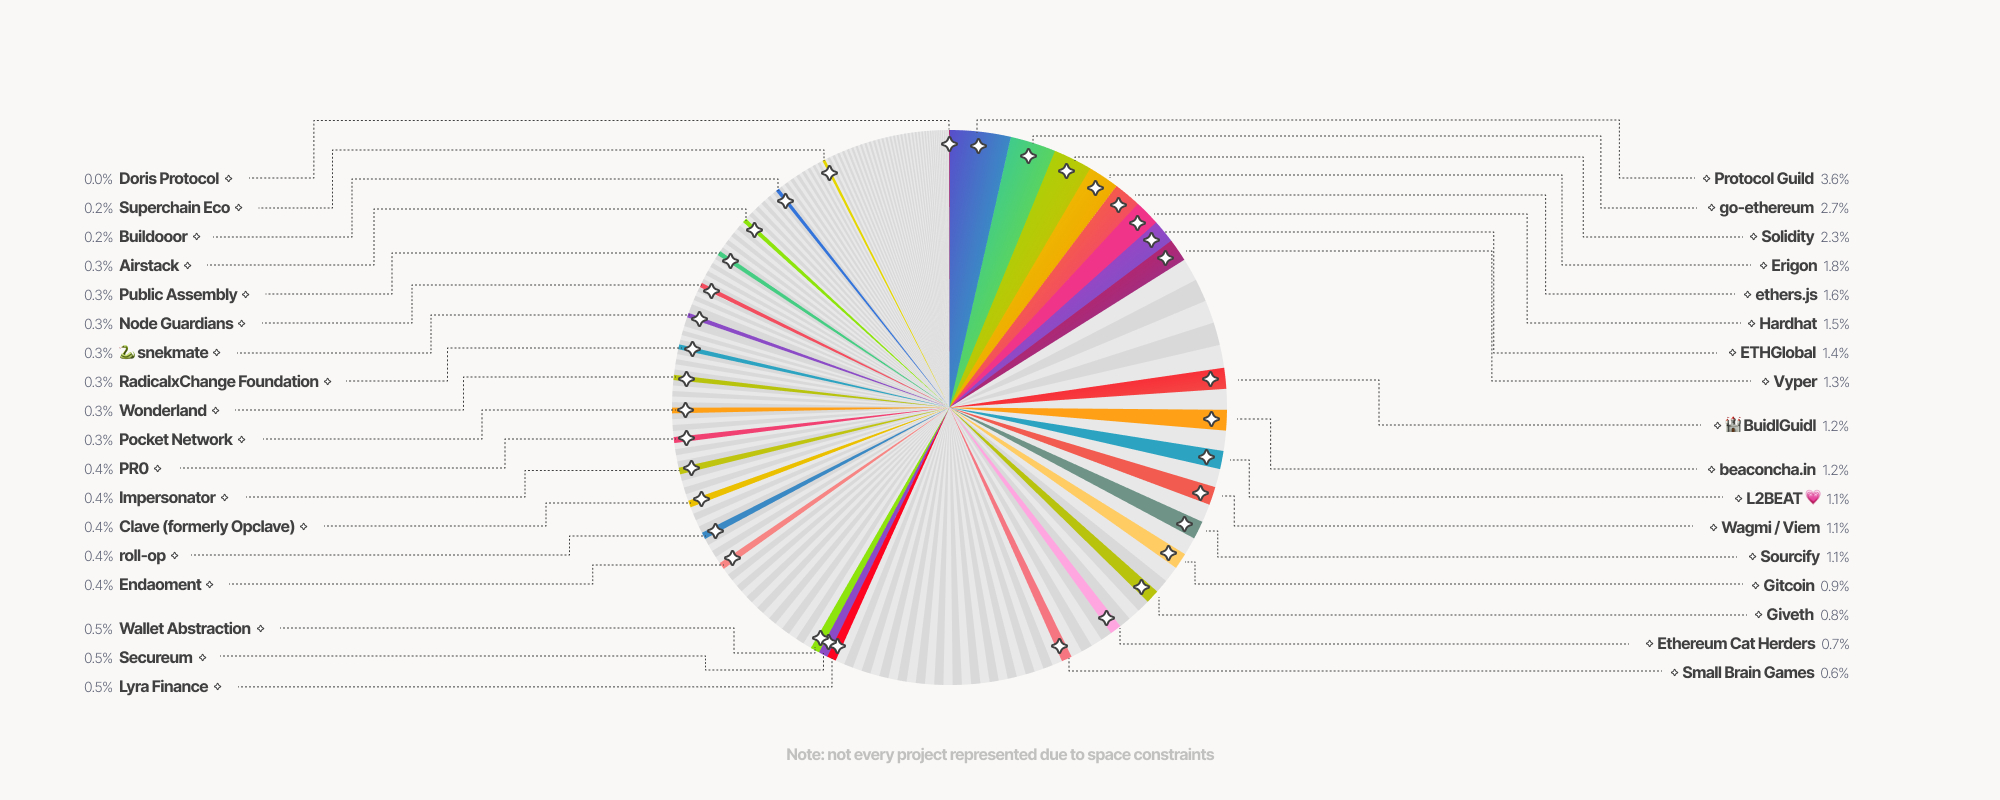 0.0% Doris Protocol
0.2% Superchain Eco
0.2% Buildooor
0.3% Airstack
0.3% Public Assembly
0.3% Node Guardians
0.3% 🐍snekmate
0.3% RadicalxChange Foundation
0.3% Wonderland
0.3% Pocket Network
0.4% PR0
0.4% Impersonator
0.4% Clave (formerly Opclave)
0.4% roll-op
0.4% Endaoment
0.5% Wallet Abstraction
0.5% Secureum
0.5% Lyra Finance
Protocol Guild 3.6%
go-ethereum 2.7%
Solidity 2.3%
Erigon 1.8%
ethers.js 1.6%
Hardhat 1.5%
ETHGlobal 1.4%
Vyper 1.3%
🏰BuidlGuidl 1.2%
beaconcha.in 1.2%
L2BEAT 💗 1.1%
Wagmi / Viem 1.1%
Sourcify 1.1%
Gitcoin 0.9%
Giveth 0.8%
Ethereum Cat Herders 0.7%
Small Brain Games 0.6%
Note: not every project represented due to space constraints